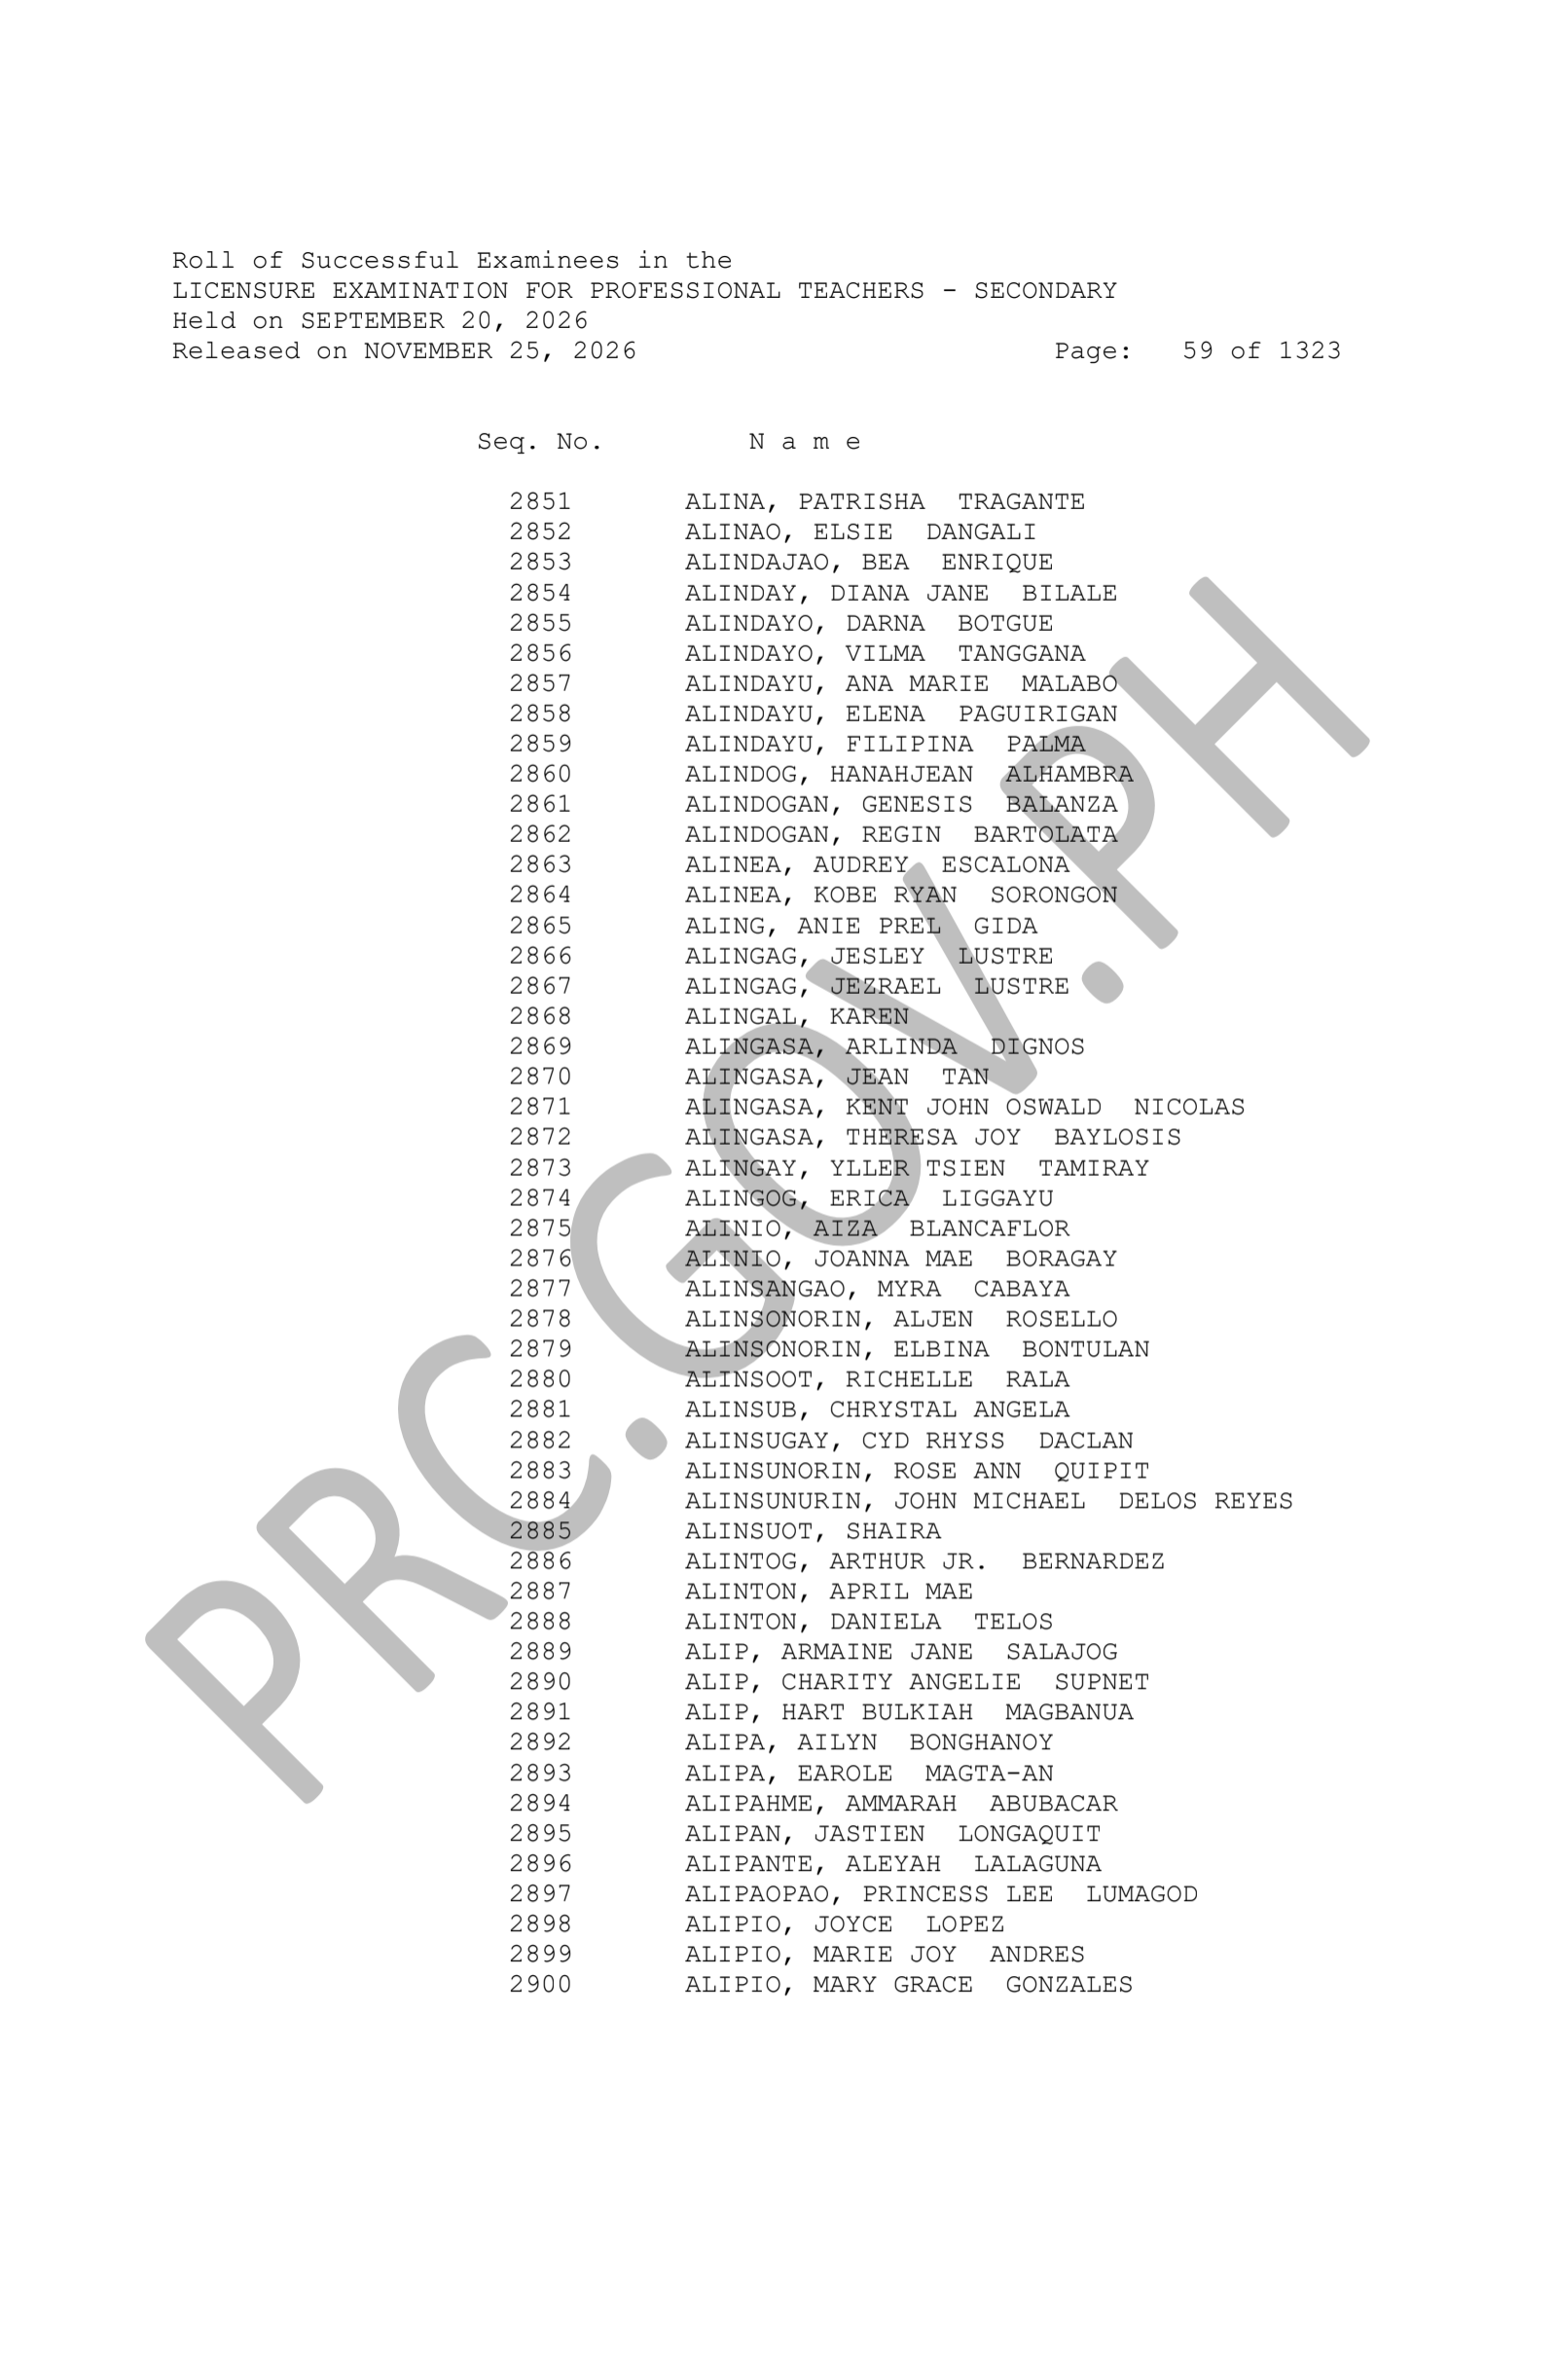 Roll of Successful Examinees in the
LICENSURE EXAMINATION FOR PROFESSIONAL TEACHERS - SECONDARY
Held on SEPTEMBER 20, 2026
Released on NOVEMBER 25, 2026 Page: 59 of 1323
Seq. No. N a m e
2851 ALINA, PATRISHA TRAGANTE
2852 ALINAO, ELSIE DANGALI
2853 ALINDAJAO, BEA ENRIQUE
2854 ALINDAY, DIANA JANE BILALE
2855 ALINDAYO, DARNA BOTGUE
2856 ALINDAYO, VILMA TANGGANA
2857 ALINDAYU, ANA MARIE MALABO
2858 ALINDAYU, ELENA PAGUIRIGAN
2859 ALINDAYU, FILIPINA PALMA
2860 ALINDOG, HANAHJEAN ALHAMBRA
2861 ALINDOGAN, GENESIS BALANZA
2862 ALINDOGAN, REGIN BARTOLATA
2863 ALINEA, AUDREY ESCALONA
2864 ALINEA, KOBE RYAN SORONGON
2865 ALING, ANIE PREL GIDA
2866 ALINGAG, JESLEY LUSTRE
2867 ALINGAG, JEZRAEL LUSTRE
2868 ALINGAL, KAREN
2869 ALINGASA, ARLINDA DIGNOS
2870 ALINGASA, JEAN TAN
2871 ALINGASA, KENT JOHN OSWALD NICOLAS
2872 ALINGASA, THERESA JOY BAYLOSIS
2873 ALINGAY, YLLER TSIEN TAMIRAY
2874 ALINGOG, ERICA LIGGAYU
2875 ALINIO, AIZA BLANCAFLOR
2876 ALINIO, JOANNA MAE BORAGAY
2877 ALINSANGAO, MYRA CABAYA
2878 ALINSONORIN, ALJEN ROSELLO
2879 ALINSONORIN, ELBINA BONTULAN
2880 ALINSOOT, RICHELLE RALA
2881 ALINSUB, CHRYSTAL ANGELA
2882 ALINSUGAY, CYD RHYSS DACLAN
2883 ALINSUNORIN, ROSE ANN QUIPIT
2884 ALINSUNURIN, JOHN MICHAEL DELOS REYES
2885 ALINSUOT, SHAIRA
2886 ALINTOG, ARTHUR JR. BERNARDEZ
2887 ALINTON, APRIL MAE
2888 ALINTON, DANIELA TELOS
2889 ALIP, ARMAINE JANE SALAJOG
2890 ALIP, CHARITY ANGELIE SUPNET
2891 ALIP, HART BULKIAH MAGBANUA
2892 ALIPA, AILYN BONGHANOY
2893 ALIPA, EAROLE MAGTA-AN
2894 ALIPAHME, AMMARAH ABUBACAR
2895 ALIPAN, JASTIEN LONGAQUIT
2896 ALIPANTE, ALEYAH LALAGUNA
2897 ALIPAOPAO, PRINCESS LEE LUMAGOD
2898 ALIPIO, JOYCE LOPEZ
2899 ALIPIO, MARIE JOY ANDRES
2900 ALIPIO, MARY GRACE GONZALES
PRC.GOV.PH